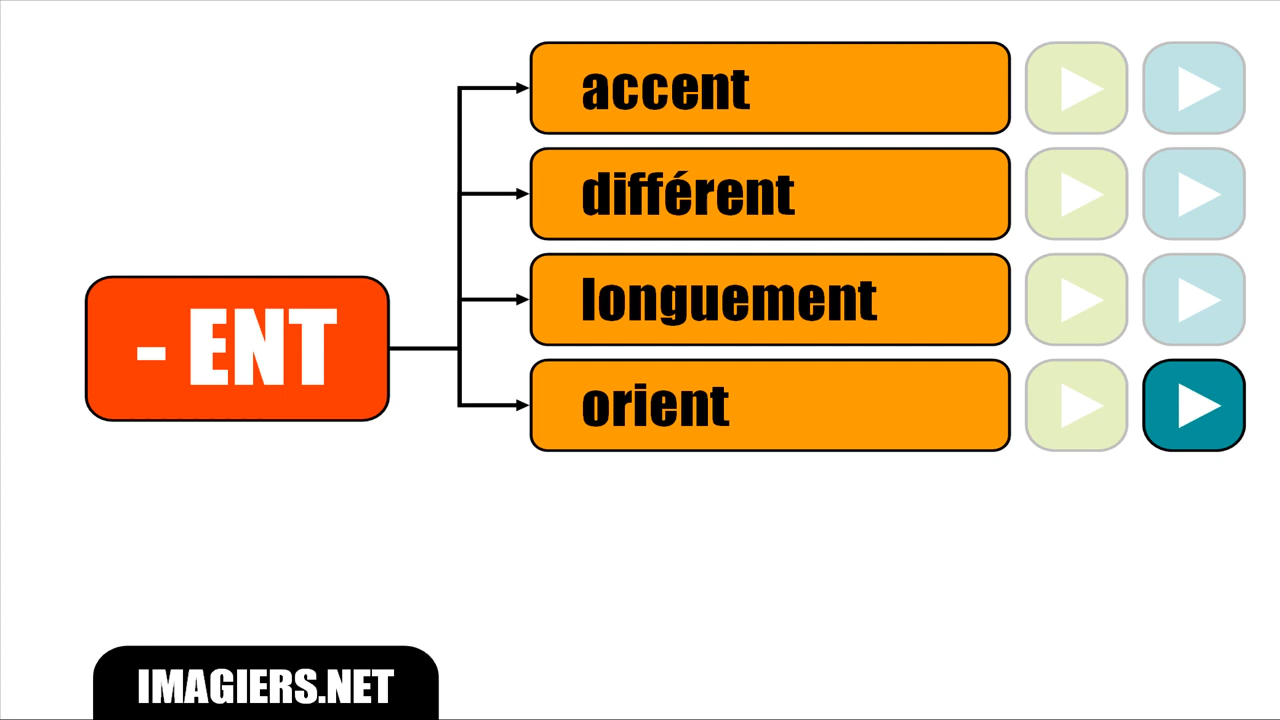 accent
différent
longuement
- ENT
orient
IMAGIERS.NET